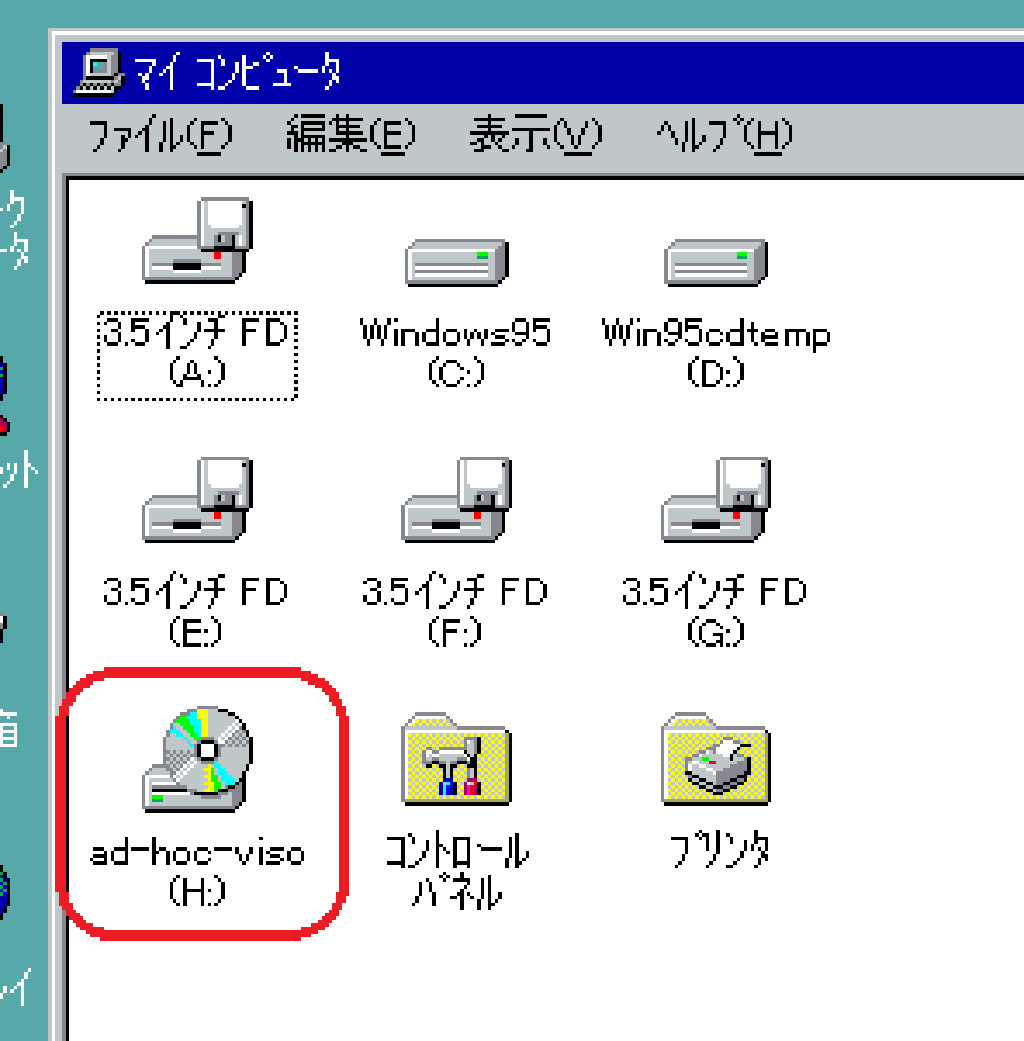 マイ コンピュータ
ファイル(F) 編集(E) 表示(V) ヘルプ(H)
3.5インチ FD
(A:)
Windows95
(C:)
Win95cdtemp
(D:)
3.5インチ FD
(E:)
3.5インチ FD
(F:)
3.5インチ FD
(G:)
ad-hoc-viso
(H:)
コントロール
パネル
プリンタ